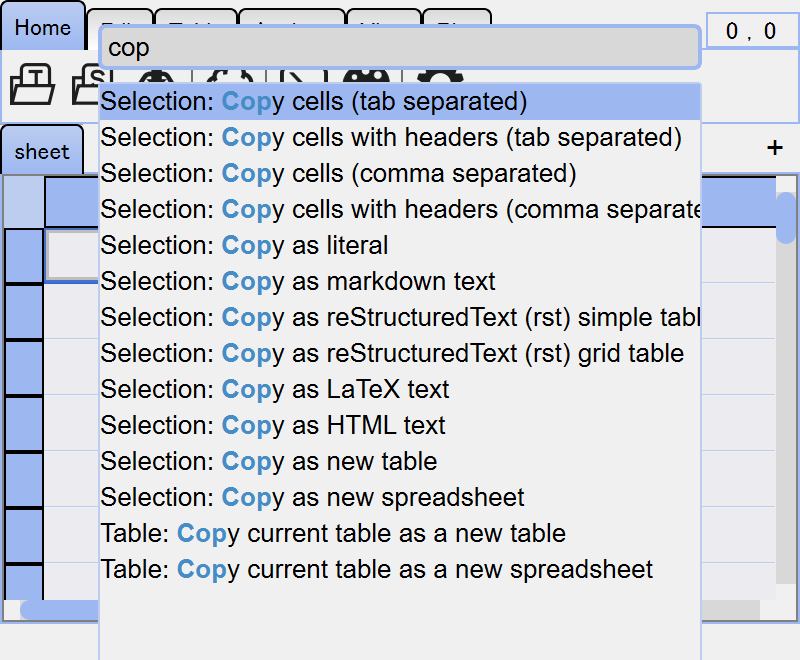 Home
0 , 0
cop
T
S
sheet
+
Selection: Copy cells (tab separated)
Selection: Copy cells with headers (tab separated)
Selection: Copy cells (comma separated)
Selection: Copy cells with headers (comma separate
Selection: Copy as literal
Selection: Copy as markdown text
Selection: Copy as reStructuredText (rst) simple tabl
Selection: Copy as reStructuredText (rst) grid table
Selection: Copy as LaTeX text
Selection: Copy as HTML text
Selection: Copy as new table
Selection: Copy as new spreadsheet
Table: Copy current table as a new table
Table: Copy current table as a new spreadsheet